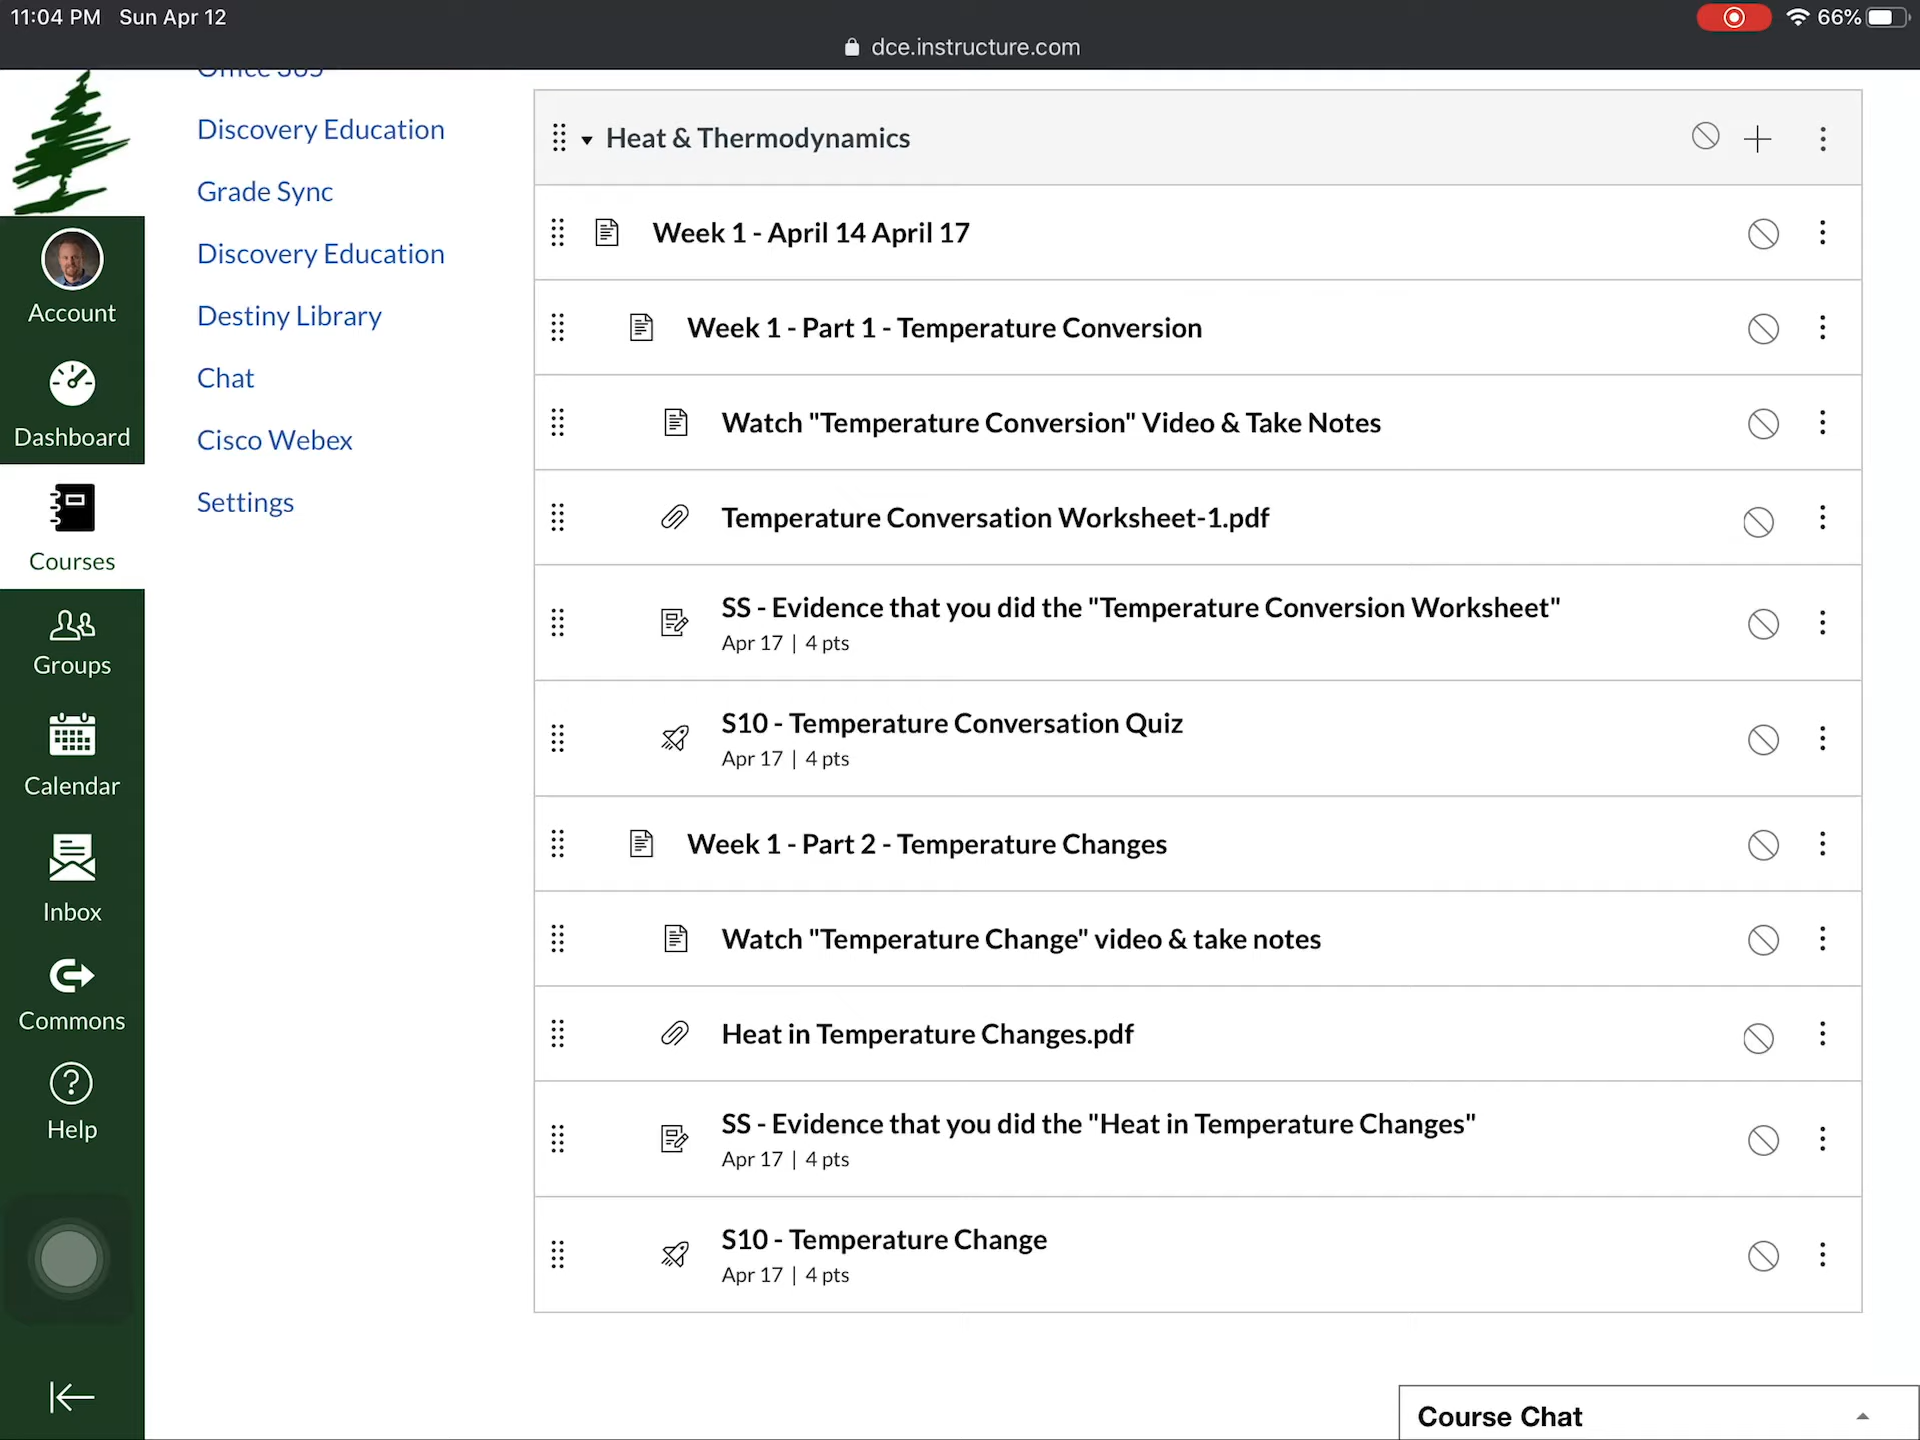 11:04 PM Sun Apr 12
66%
dce.instructure.com
Office 365
Discovery Education
Grade Sync
Discovery Education
Destiny Library
Chat
Cisco Webex
Settings
Account
Dashboard
Courses
Groups
Calendar
Inbox
Commons
Help
Heat & Thermodynamics
Week 1 - April 14 April 17
Week 1 - Part 1 - Temperature Conversion
Watch "Temperature Conversion" Video & Take Notes
Temperature Conversation Worksheet-1.pdf
SS - Evidence that you did the "Temperature Conversion Worksheet"
Apr 17 | 4 pts
S10 - Temperature Conversation Quiz
Apr 17 | 4 pts
Week 1 - Part 2 - Temperature Changes
Watch "Temperature Change" video & take notes
Heat in Temperature Changes.pdf
SS - Evidence that you did the "Heat in Temperature Changes"
Apr 17 | 4 pts
S10 - Temperature Change
Apr 17 | 4 pts
Course Chat